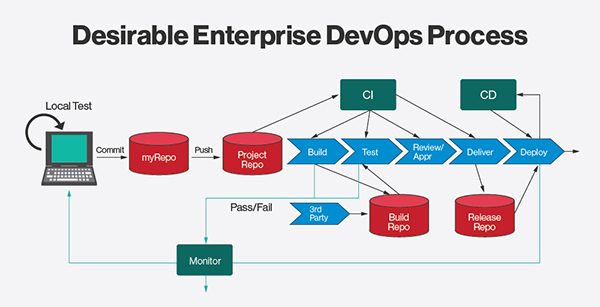 Desirable Enterprise DevOps Process
Local Test
CI
CD
Commit
myRepo
Push
Project
Repo
Build
Test
Review/
Appr
Deliver
Deploy
Pass/Fail
3rd
Party
Build
Repo
Release
Repo
Monitor